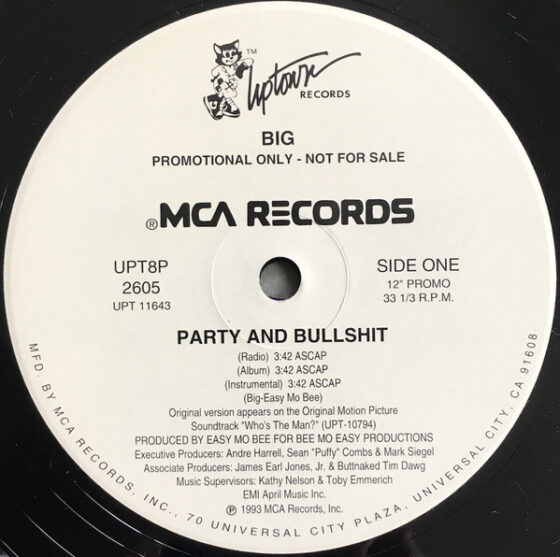 ™
Uptown
RECORDS
BIG
PROMOTIONAL ONLY - NOT FOR SALE
®MCA RECORDS
UPT8P
2605
UPT 11643
SIDE ONE
12" PROMO
33 1/3 R.P.M.
PARTY AND BULLSHIT
(Radio) 3:42 ASCAP
(Album) 3:42 ASCAP
(Instrumental) 3:42 ASCAP
(Big-Easy Mo Bee)
Original version appears on the Original Motion Picture
Soundtrack "Who's The Man?" (UPT-10794)
PRODUCED BY EASY MO BEE FOR BEE MO EASY PRODUCTIONS
Executive Producers: Andre Harrell, Sean "Puffy" Combs & Mark Siegel
Associate Producers: James Earl Jones, Jr. & Buttnaked Tim Dawg
Music Supervisors: Kathy Nelson & Toby Emmerich
EMI April Music Inc.
℗ 1993 MCA Records, Inc.
MFD. BY MCA RECORDS, INC., 70 UNIVERSAL CITY PLAZA, UNIVERSAL CITY, CA 91608